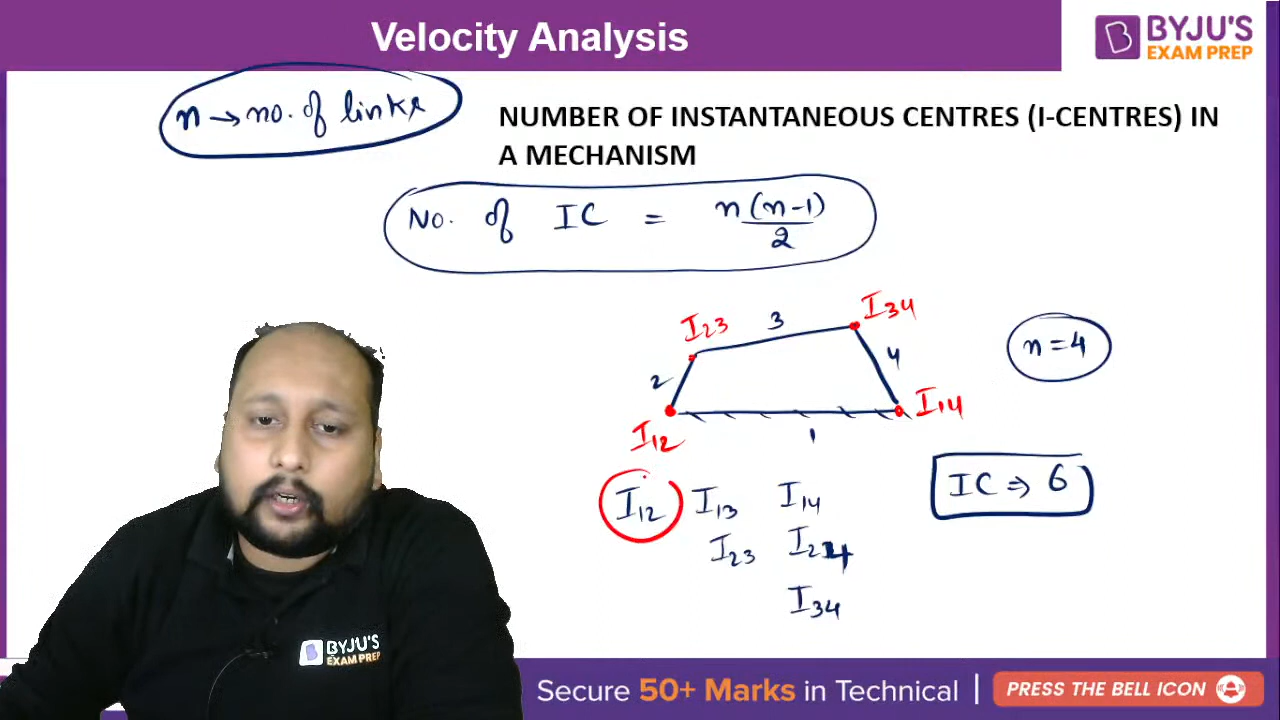 Velocity Analysis
BYJU'S
EXAM PREP
n → no. of links
NUMBER OF INSTANTANEOUS CENTRES (I-CENTRES) IN
A MECHANISM
No. of IC = n(n-1)/2
I23
3
I34
2
4
n=4
I12
1
I14
I12 I13 I14
IC ⇒ 6
I23 I24
I34
BYJU'S
EXAM PREP
Secure 50+ Marks in Technical | PRESS THE BELL ICON